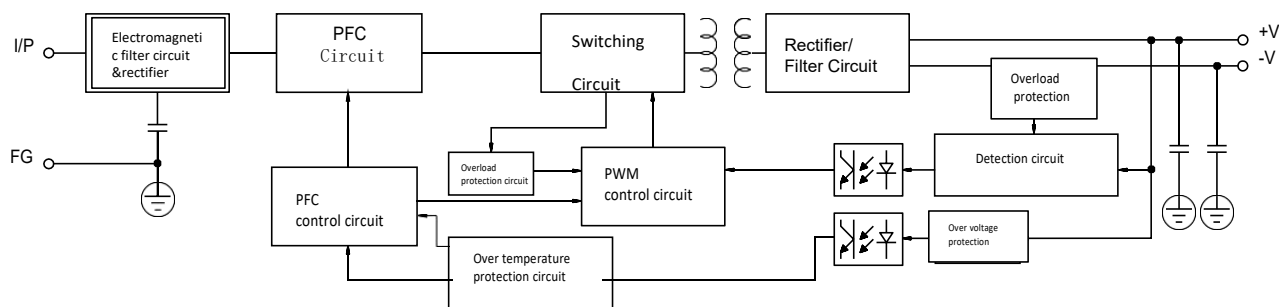 I/P
Electromagneti
c filter circuit
&rectifier
PFC
Circuit
Switching
Circuit
Rectifier/
Filter Circuit
+V
-V
Overload
protection
FG
Overload
protection circuit
PWM
control circuit
Detection circuit
PFC
control circuit
Over temperature
protection circuit
Over voltage
protection